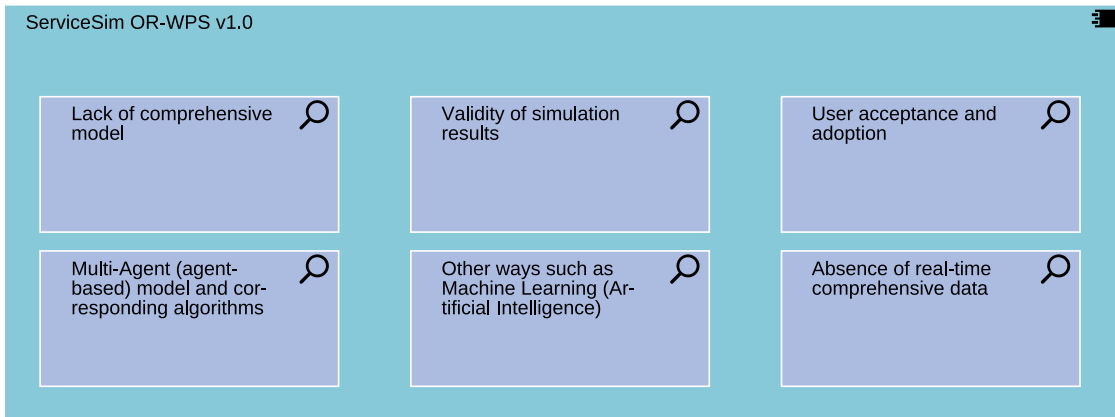 ServiceSim OR-WPS v1.0
Lack of comprehensive
model
Validity of simulation
results
User acceptance and
adoption
Multi-Agent (agent-
based) model and cor-
responding algorithms
Other ways such as
Machine Learning (Ar-
tificial Intelligence)
Absence of real-time
comprehensive data